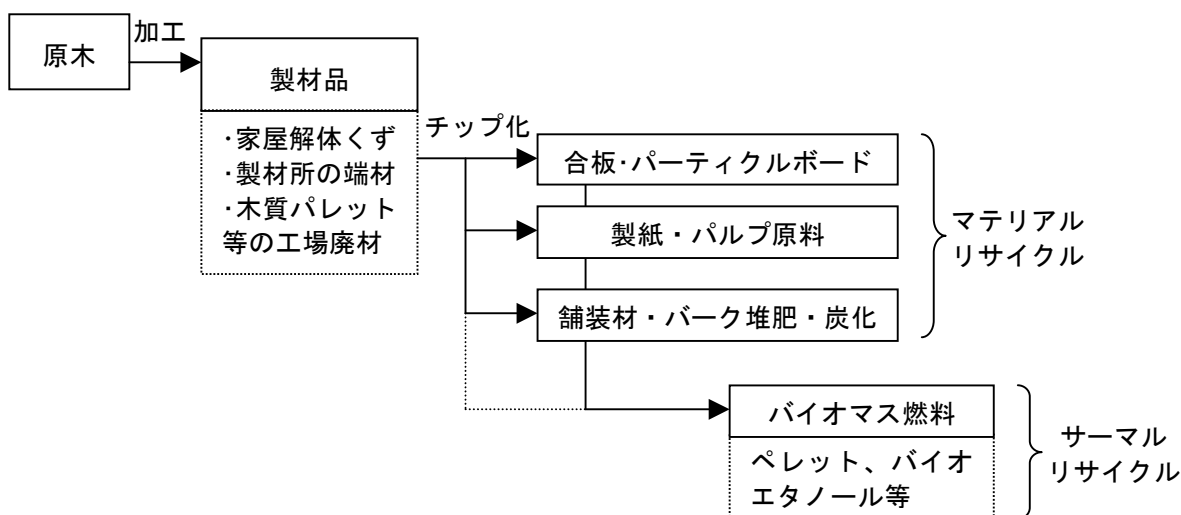 原木
加工
製材品
・家屋解体くず
・製材所の端材
・木質パレット
等の工場廃材
チップ化
合板・パーティクルボード
製紙・パルプ原料
舗装材・バーク堆肥・炭化
マテリアル
リサイクル
バイオマス燃料
ペレット、バイオ
エタノール等
サーマル
リサイクル